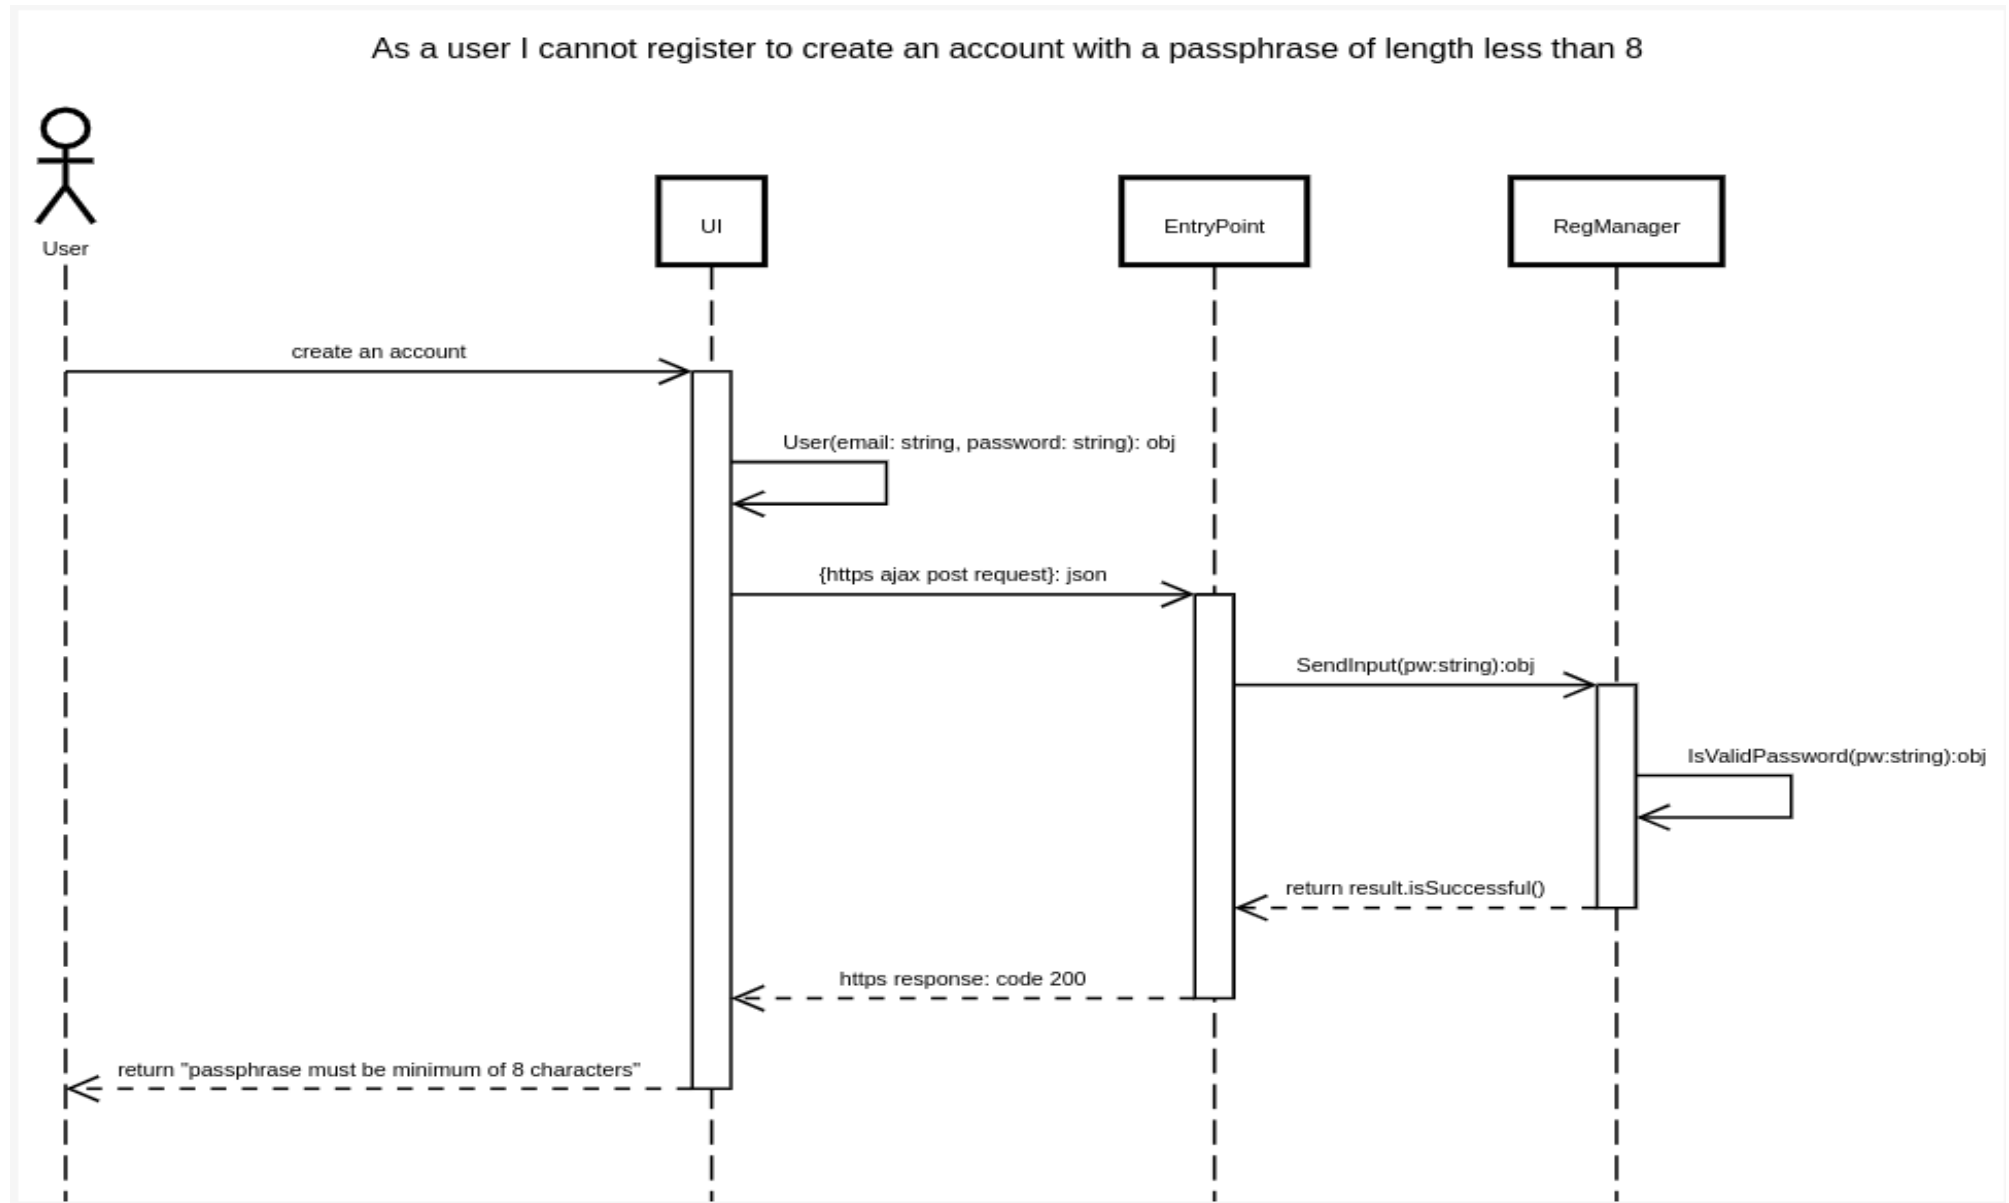 As a user I cannot register to create an account with a passphrase of length less than 8
User
UI
EntryPoint
RegManager
create an account
User(email: string, password: string): obj
{https ajax post request}: json
SendInput(pw:string):obj
IsValidPassword(pw:string):obj
return result.isSuccessful()
https response: code 200
return "passphrase must be minimum of 8 characters"